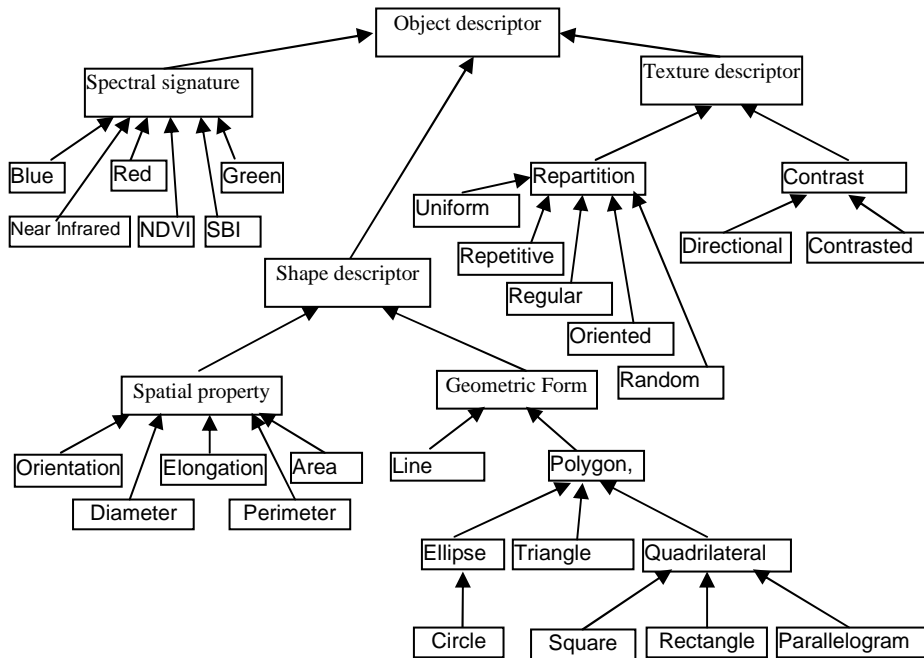 Object descriptor
Spectral signature
Texture descriptor
Blue
Red
Green
Near Infrared
NDVI
SBI
Repartition
Contrast
Uniform
Repetitive
Regular
Oriented
Random
Directional
Contrasted
Shape descriptor
Spatial property
Geometric Form
Orientation
Elongation
Area
Diameter
Perimeter
Line
Polygon,
Ellipse
Triangle
Quadrilateral
Circle
Square
Rectangle
Parallelogram